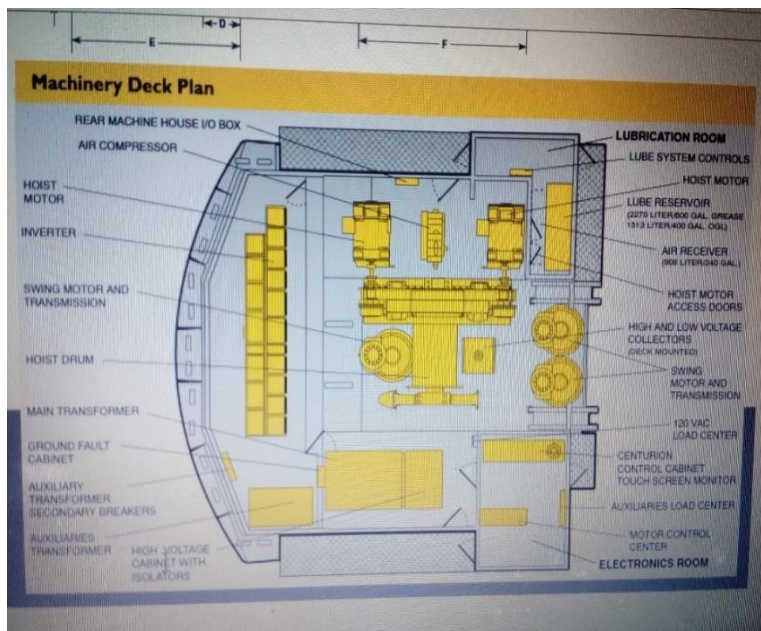 D
E
F
Machinery Deck Plan
REAR MACHINE HOUSE I/O BOX
AIR COMPRESSOR
HOIST
MOTOR
INVERTER
SWING MOTOR AND
TRANSMISSION
HOIST DRUM
MAIN TRANSFORMER
GROUND FAULT
CABINET
AUXILIARY
TRANSFORMER
SECONDARY BREAKERS
AUXILIARIES
TRANSFORMER
HIGH VOLTAGE
CABINET WITH
ISOLATORS
LUBRICATION ROOM
LUBE SYSTEM CONTROLS
HOIST MOTOR
LUBE RESERVOIR
(2270 LITER/600 GAL. GREASE
1513 LITER/400 GAL. OGL)
AIR RECEIVER
(908 LITER/240 GAL.)
HOIST MOTOR
ACCESS DOORS
HIGH AND LOW VOLTAGE
COLLECTORS
(DECK MOUNTED)
SWING
MOTOR AND
TRANSMISSION
120 VAC
LOAD CENTER
CENTURION
CONTROL CABINET
TOUCH SCREEN MONITOR
AUXILIARIES LOAD CENTER
MOTOR CONTROL
CENTER
ELECTRONICS ROOM